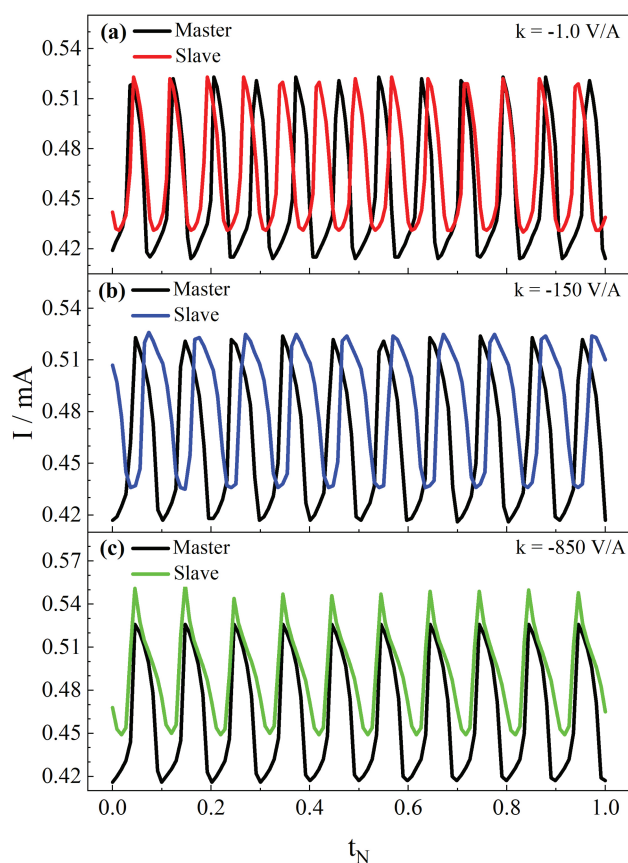 (a) Master k = -1.0 V/A
Slave
0.54
0.51
0.48
0.45
0.42
(b) Master k = -150 V/A
Slave
0.54
0.51
0.48
0.45
0.42
I / mA
(c) Master k = -850 V/A
Slave
0.57
0.54
0.51
0.48
0.45
0.42
0.0 0.2 0.4 0.6 0.8 1.0
t_N